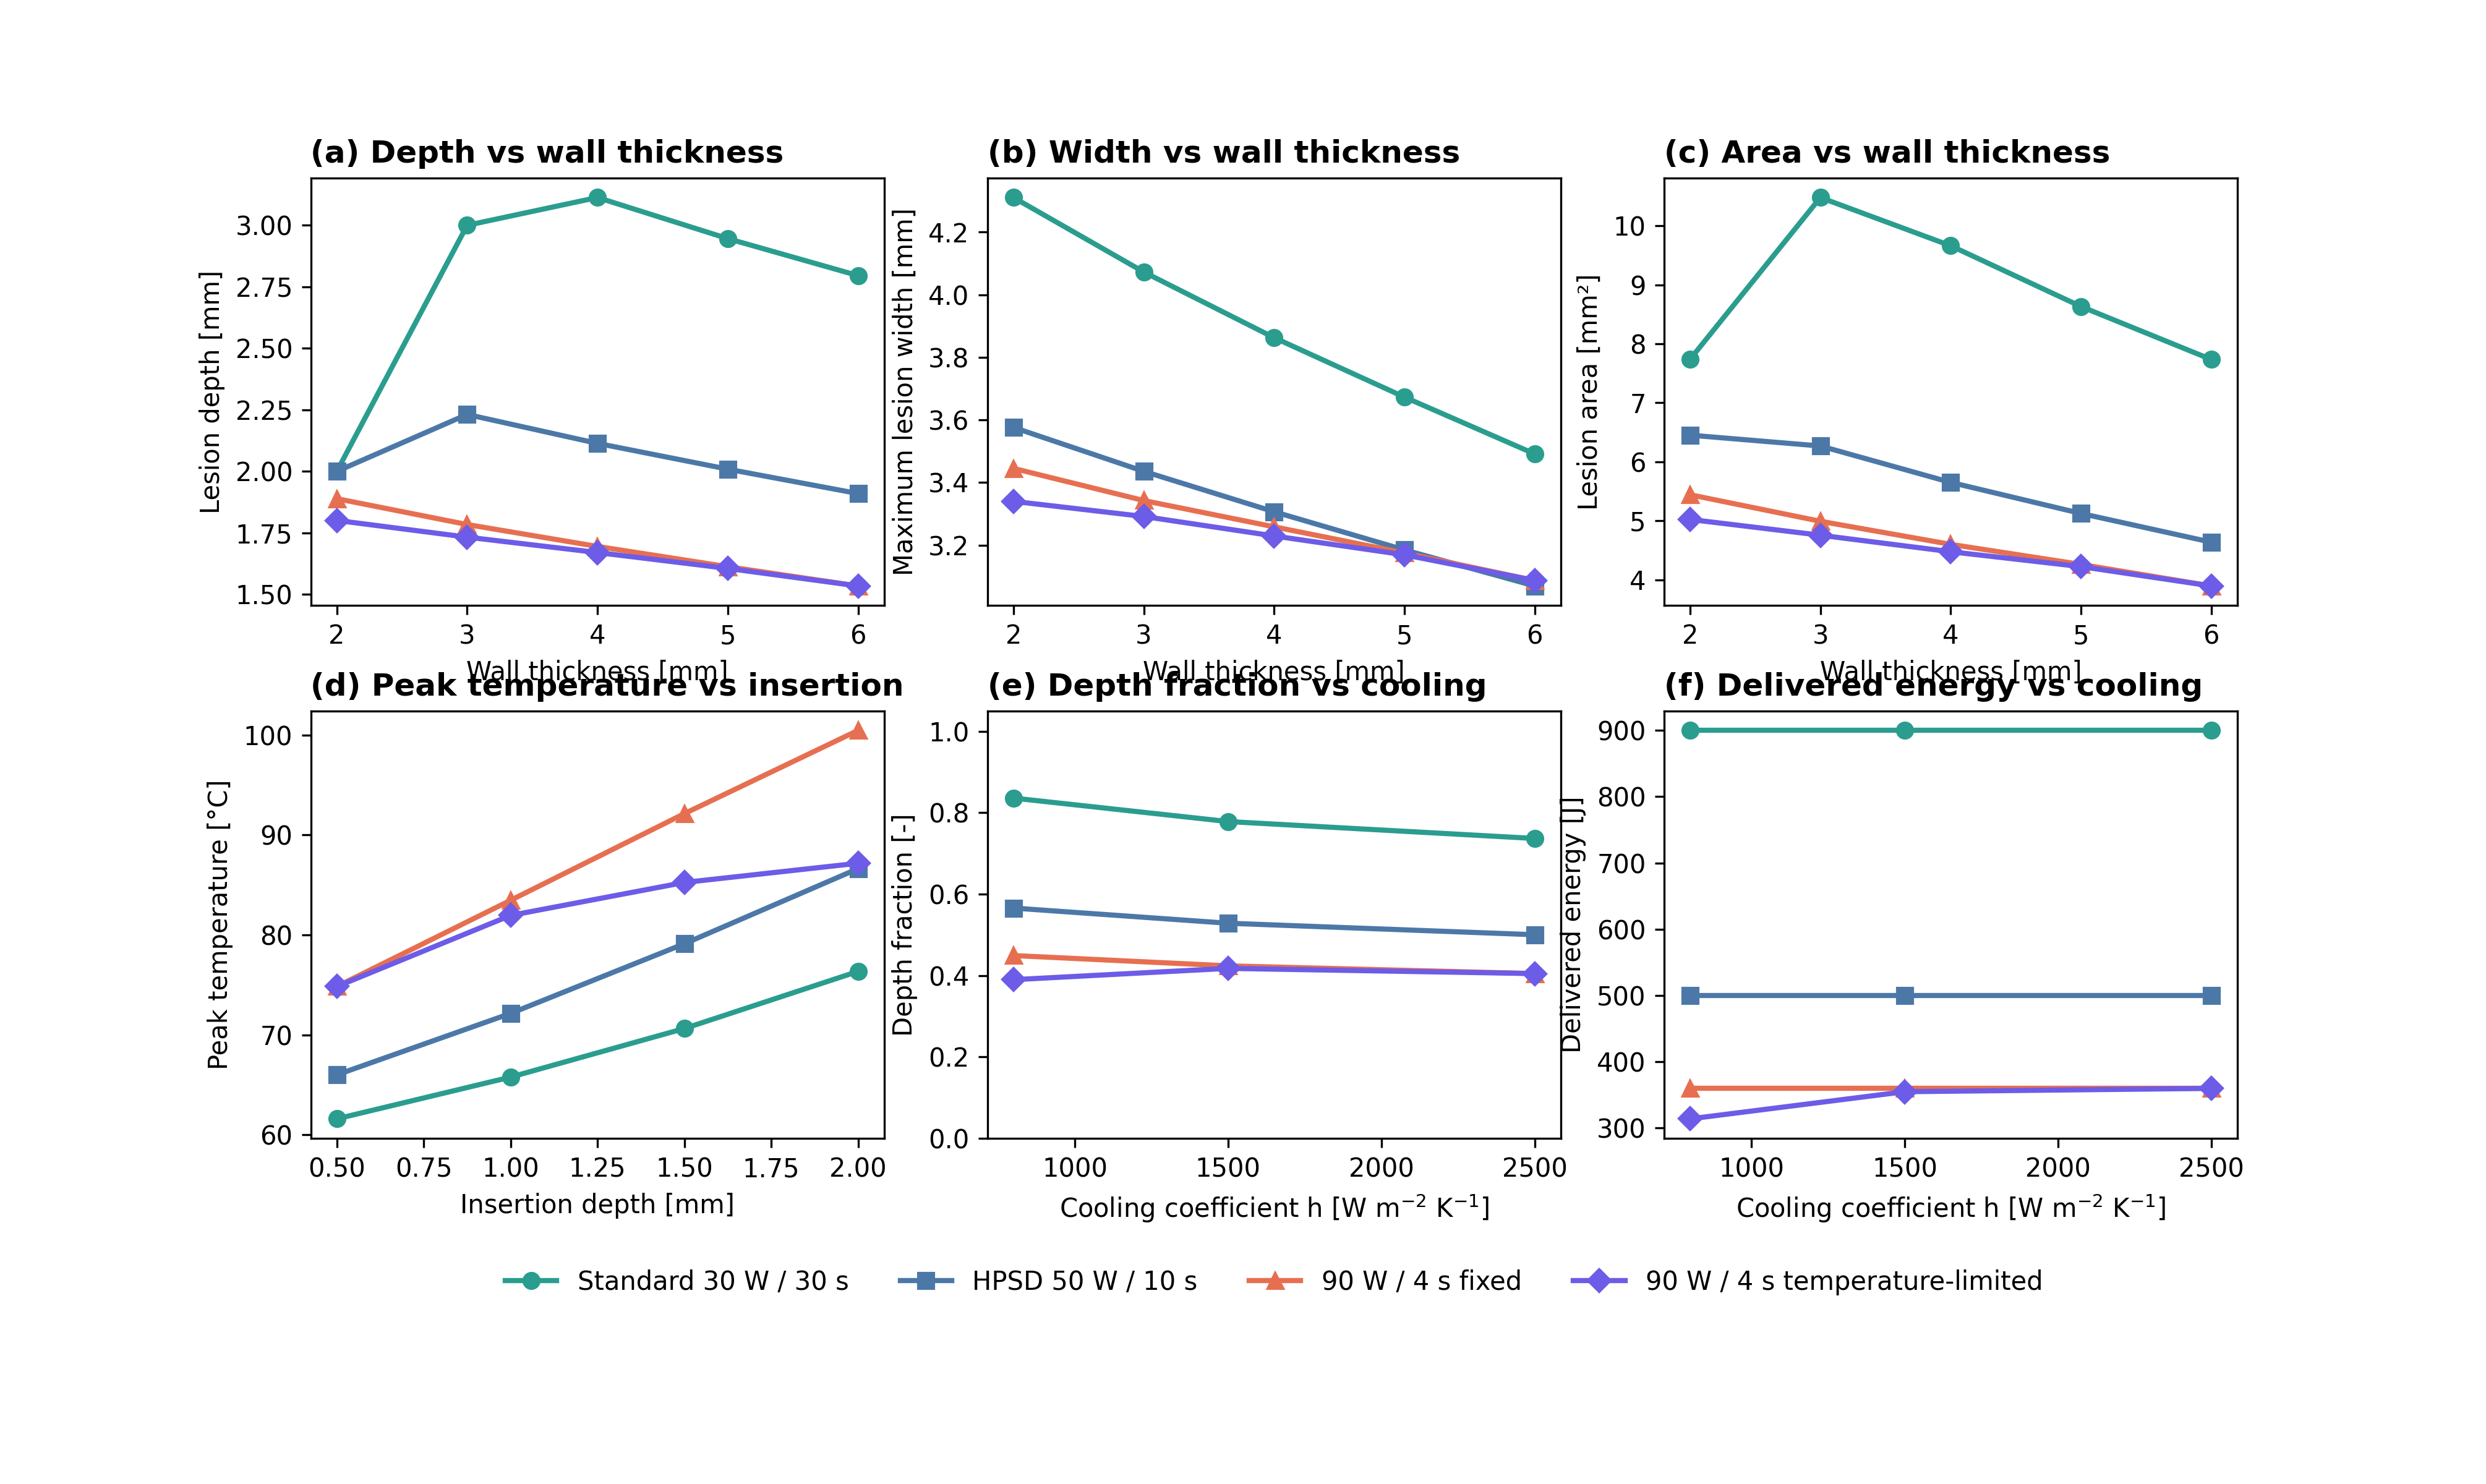 (a) Depth vs wall thickness
Lesion depth [mm]
3.00
2.75
2.50
2.25
2.00
1.75
1.50
2 3 4 5 6
Wall thickness [mm]
(b) Width vs wall thickness
Maximum lesion width [mm]
4.2
4.0
3.8
3.6
3.4
3.2
2 3 4 5 6
Wall thickness [mm]
(c) Area vs wall thickness
Lesion area [mm²]
10
9
8
7
6
5
4
2 3 4 5 6
Wall thickness [mm]
(d) Peak temperature vs insertion
Peak temperature [°C]
100
90
80
70
60
0.50 0.75 1.00 1.25 1.50 1.75 2.00
Insertion depth [mm]
(e) Depth fraction vs cooling
Depth fraction [-]
1.0
0.8
0.6
0.4
0.2
0.0
1000 1500 2000 2500
Cooling coefficient h [W m⁻² K⁻¹]
(f) Delivered energy vs cooling
Delivered energy [J]
900
800
700
600
500
400
300
1000 1500 2000 2500
Cooling coefficient h [W m⁻² K⁻¹]
Standard 30 W / 30 s
HPSD 50 W / 10 s
90 W / 4 s fixed
90 W / 4 s temperature-limited